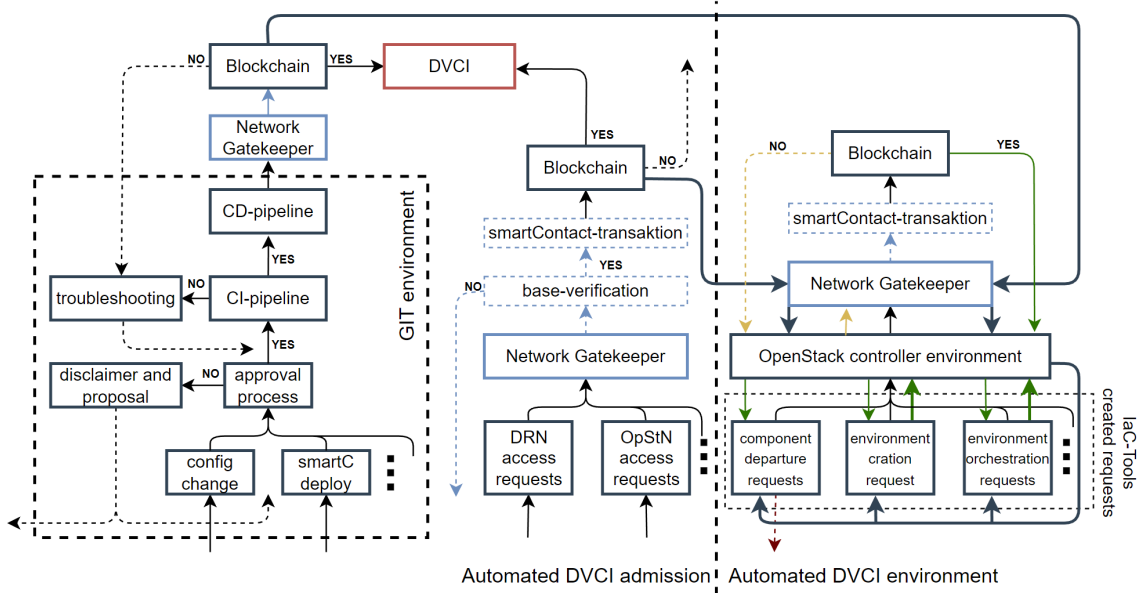 Blockchain
NO
YES
DVCI
Network
Gatekeeper
CD-pipeline
YES
CI-pipeline
NO
troubleshooting
YES
approval
process
NO
disclaimer and
proposal
config
change
smartC
deploy
GIT environment
YES
NO
Blockchain
smartContact-transaktion
YES
NO
base-verification
Network Gatekeeper
DRN
access
requests
OpStN
access
requests
Automated DVCI admission
NO
Blockchain
YES
smartContact-transaktion
Network Gatekeeper
OpenStack controller environment
component
departure
requests
environment
cration
request
environment
orchestration
requests
IaC-Tools
created requests
Automated DVCI environment